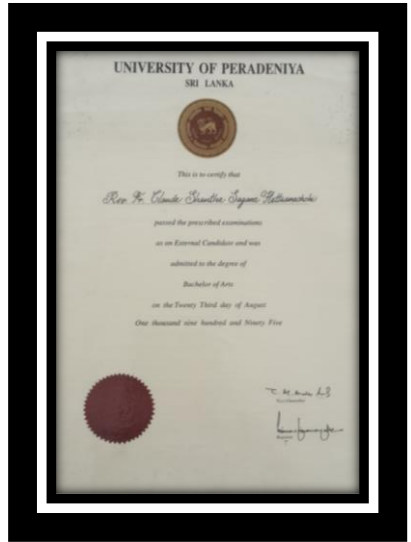 UNIVERSITY OF PERADENIYA
SRI LANKA
This is to certify that
Rev. Fr. Claude Shantha
passed the prescribed examinations
as an External Candidate and was
admitted to the degree of
Bachelor of Arts
on the Twenty Third day of August
One thousand nine hundred and Ninety Five